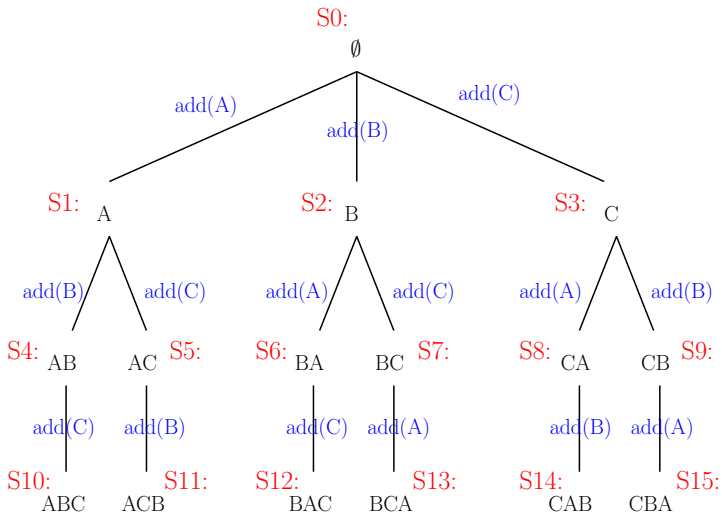 S0:
∅
add(A) add(B) add(C)
S1: A S2: B S3: C
add(B) add(C) add(A) add(C) add(A) add(B)
S4: AB AC S5: S6: BA BC S7: S8: CA CB S9:
add(C) add(B) add(C) add(A) add(B) add(A)
S10: S11: S12: S13: S14: S15:
ABC ACB BAC BCA CAB CBA